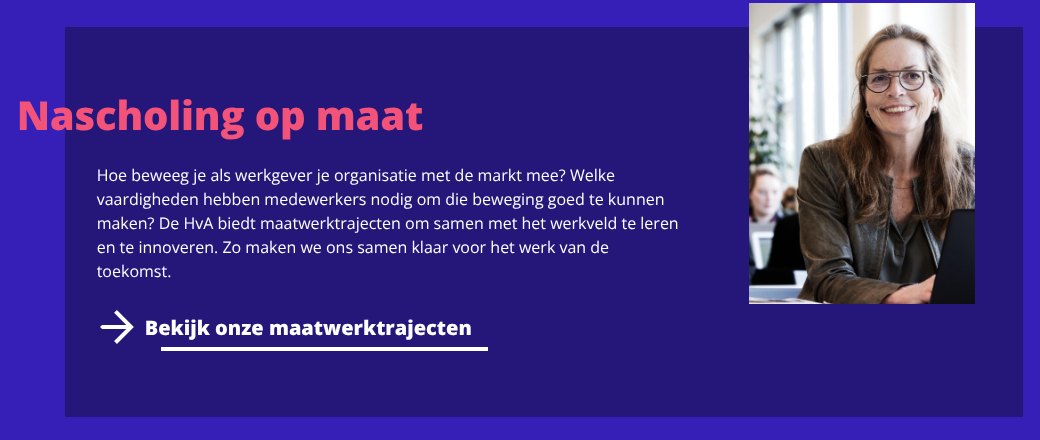 Nascholing op maat
Hoe beweeg je als werkgever je organisatie met de markt mee? Welke
vaardigheden hebben medewerkers nodig om die beweging goed te kunnen
maken? De HvA biedt maatwerktrajecten om samen met het werkveld te leren
en te innoveren. Zo maken we ons samen klaar voor het werk van de
toekomst.
Bekijk onze maatwerktrajecten